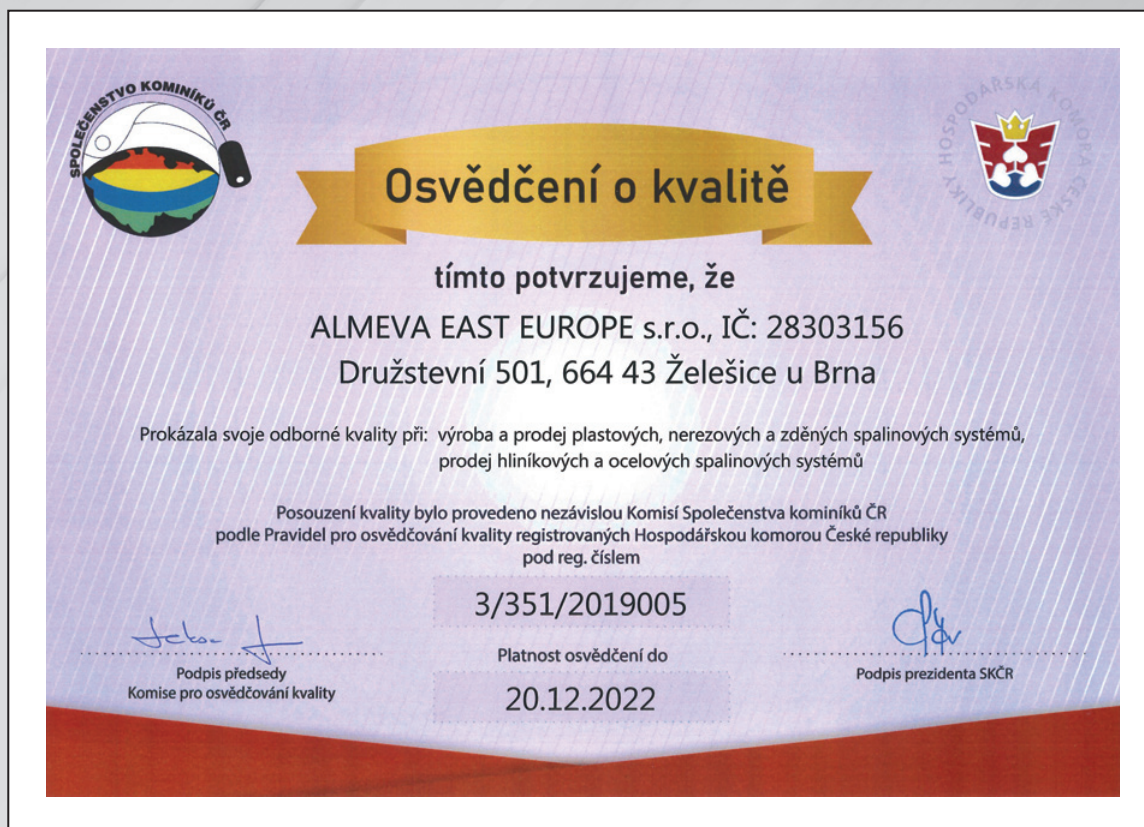 SPOLEČENSTVO KOMINÍKŮ ČR
HOSPODÁŘSKÁ KOMORA ČESKÉ REPUBLIKY
Osvědčení o kvalitě
tímto potvrzujeme, že
ALMEVA EAST EUROPE s.r.o., IČ: 28303156
Družstevní 501, 664 43 Želešice u Brna
Prokázala svoje odborné kvality při: výroba a prodej plastových, nerezových a zděných spalinových systémů,
prodej hliníkových a ocelových spalinových systémů
Posouzení kvality bylo provedeno nezávislou Komisí Společenstva kominíků ČR
podle Pravidel pro osvědčování kvality registrovaných Hospodářskou komorou České republiky
pod reg. číslem
3/351/2019005
Platnost osvědčení do
20.12.2022
Podpis předsedy
Komise pro osvědčování kvality
Podpis prezidenta SKČR